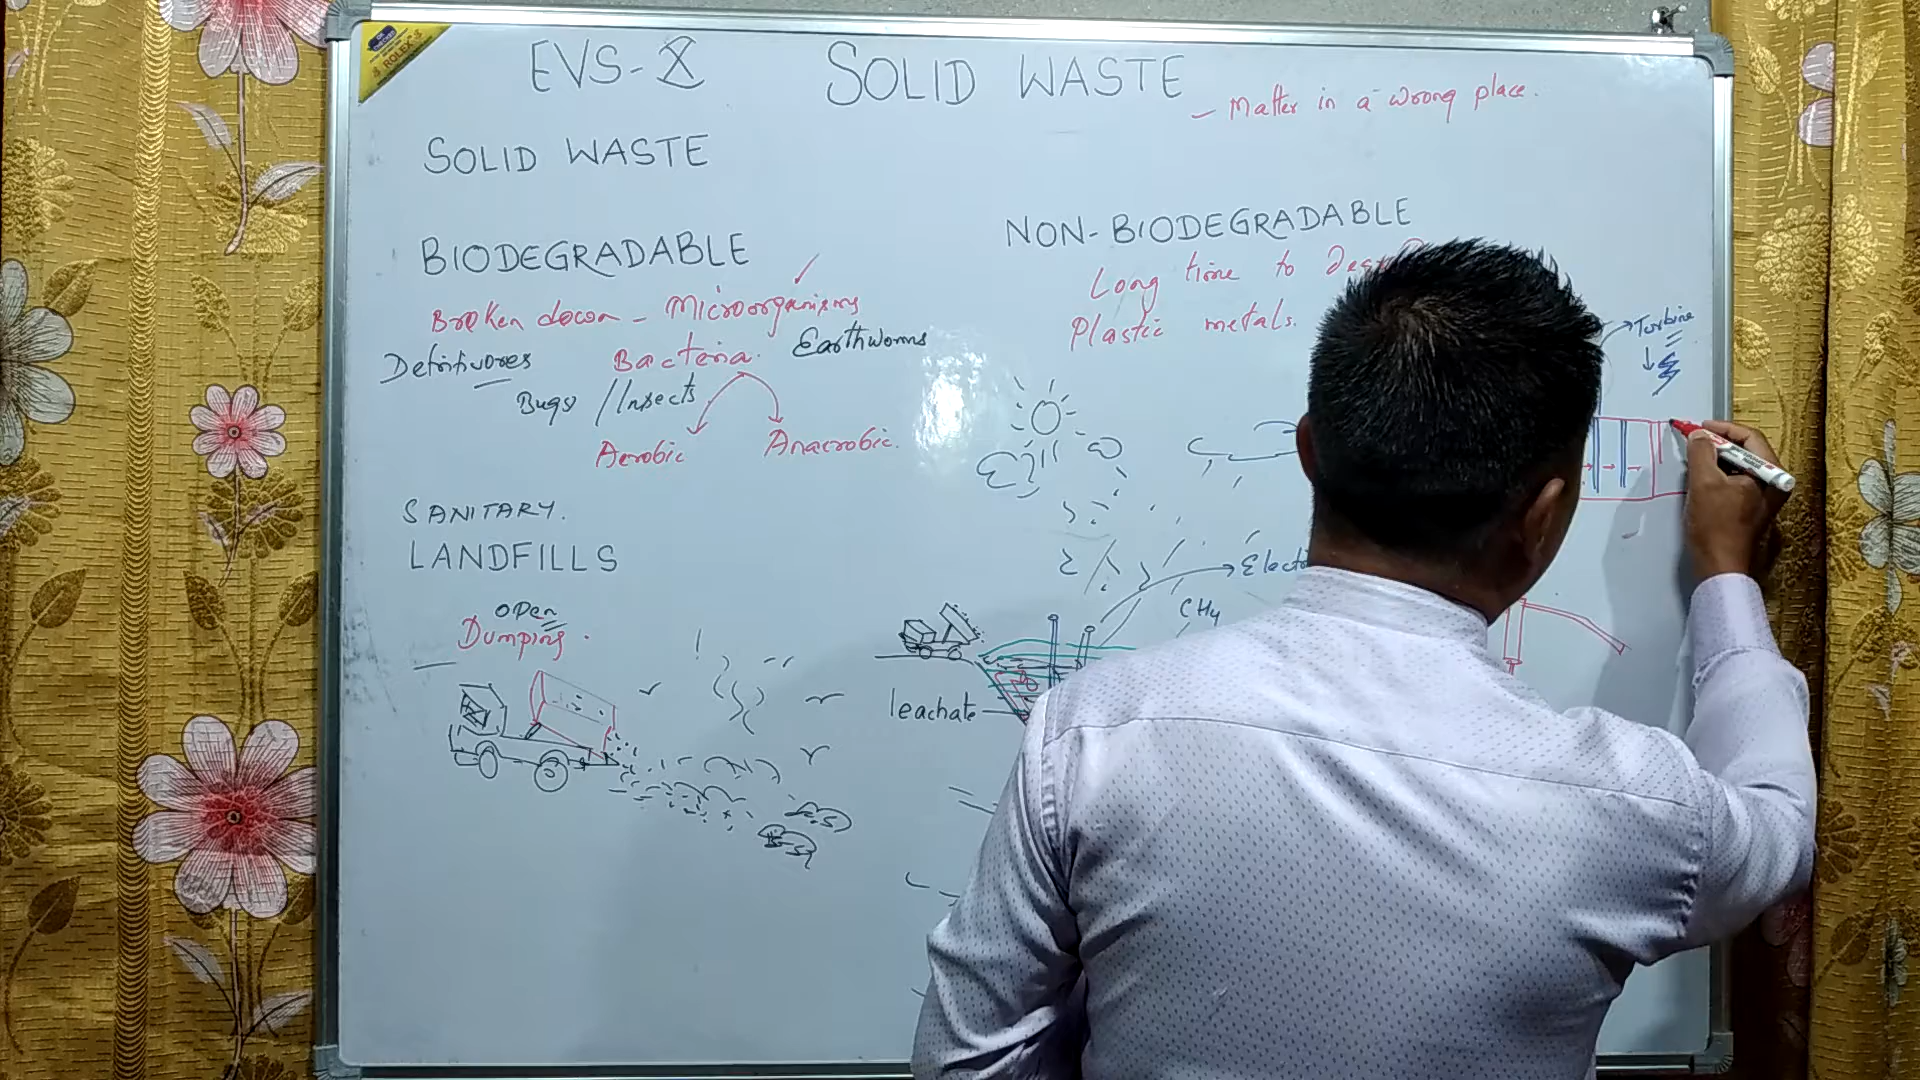 ROLEX
EVS-X SOLID WASTE
- Matter in a wrong place.
SOLID WASTE
BIODEGRADABLE
Broken down - Microorganisms
Detritivores Bacteria. Earthworms
Bugs / Insects
Aerobic Anaerobic.
NON-BIODEGRADABLE
Long time to
Plastic metals.
Turbine
SANITARY.
LANDFILLS
open
Dumping.
CH4
leachate